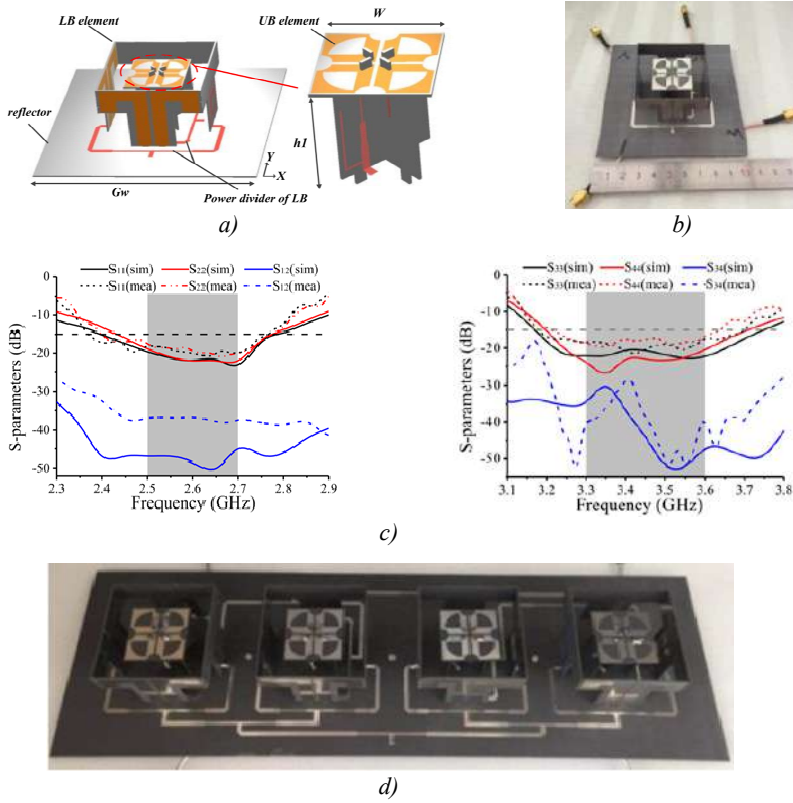 LB element
UB element
W
reflector
h1
Y
X
Gw
Power divider of LB
a)
b)
S11(sim) S22(sim) S12(sim)
S11(mea) S22(mea) S12(mea)
0
-10
-20
-30
-40
-50
S-parameters (dB)
2.3 2.4 2.5 2.6 2.7 2.8 2.9
Frequency (GHz)
S33(sim) S44(sim) S34(sim)
S33(mea) S44(mea) S34(mea)
0
-10
-20
-30
-40
-50
S-parameters (dB)
3.1 3.2 3.3 3.4 3.5 3.6 3.7 3.8
Frequency (GHz)
c)
d)